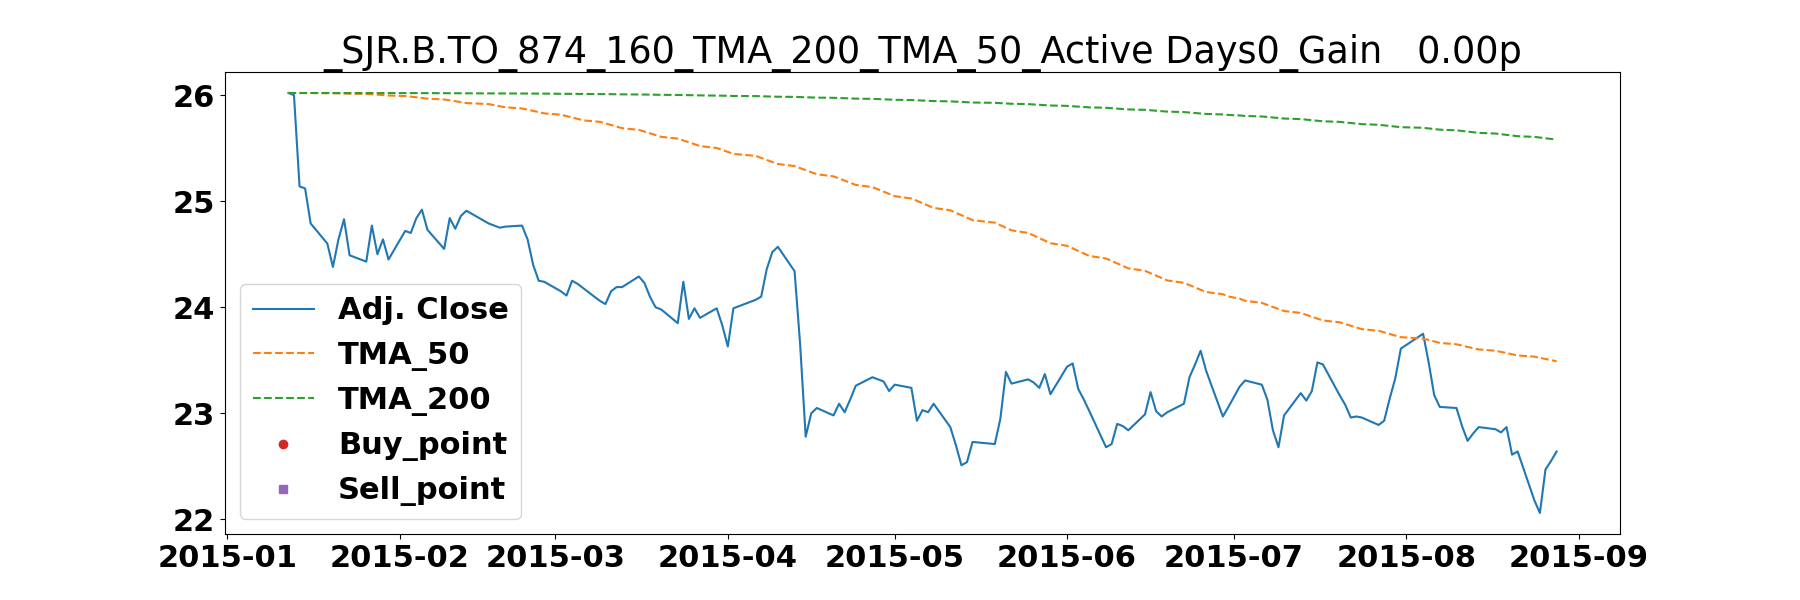 _SJR.B.TO_874_160_TMA_200_TMA_50_Active Days0_Gain   0.00p
26
25
24
23
22
Adj. Close
TMA_50
TMA_200
Buy_point
Sell_point
2015-01 2015-02 2015-03 2015-04 2015-05 2015-06 2015-07 2015-08 2015-09